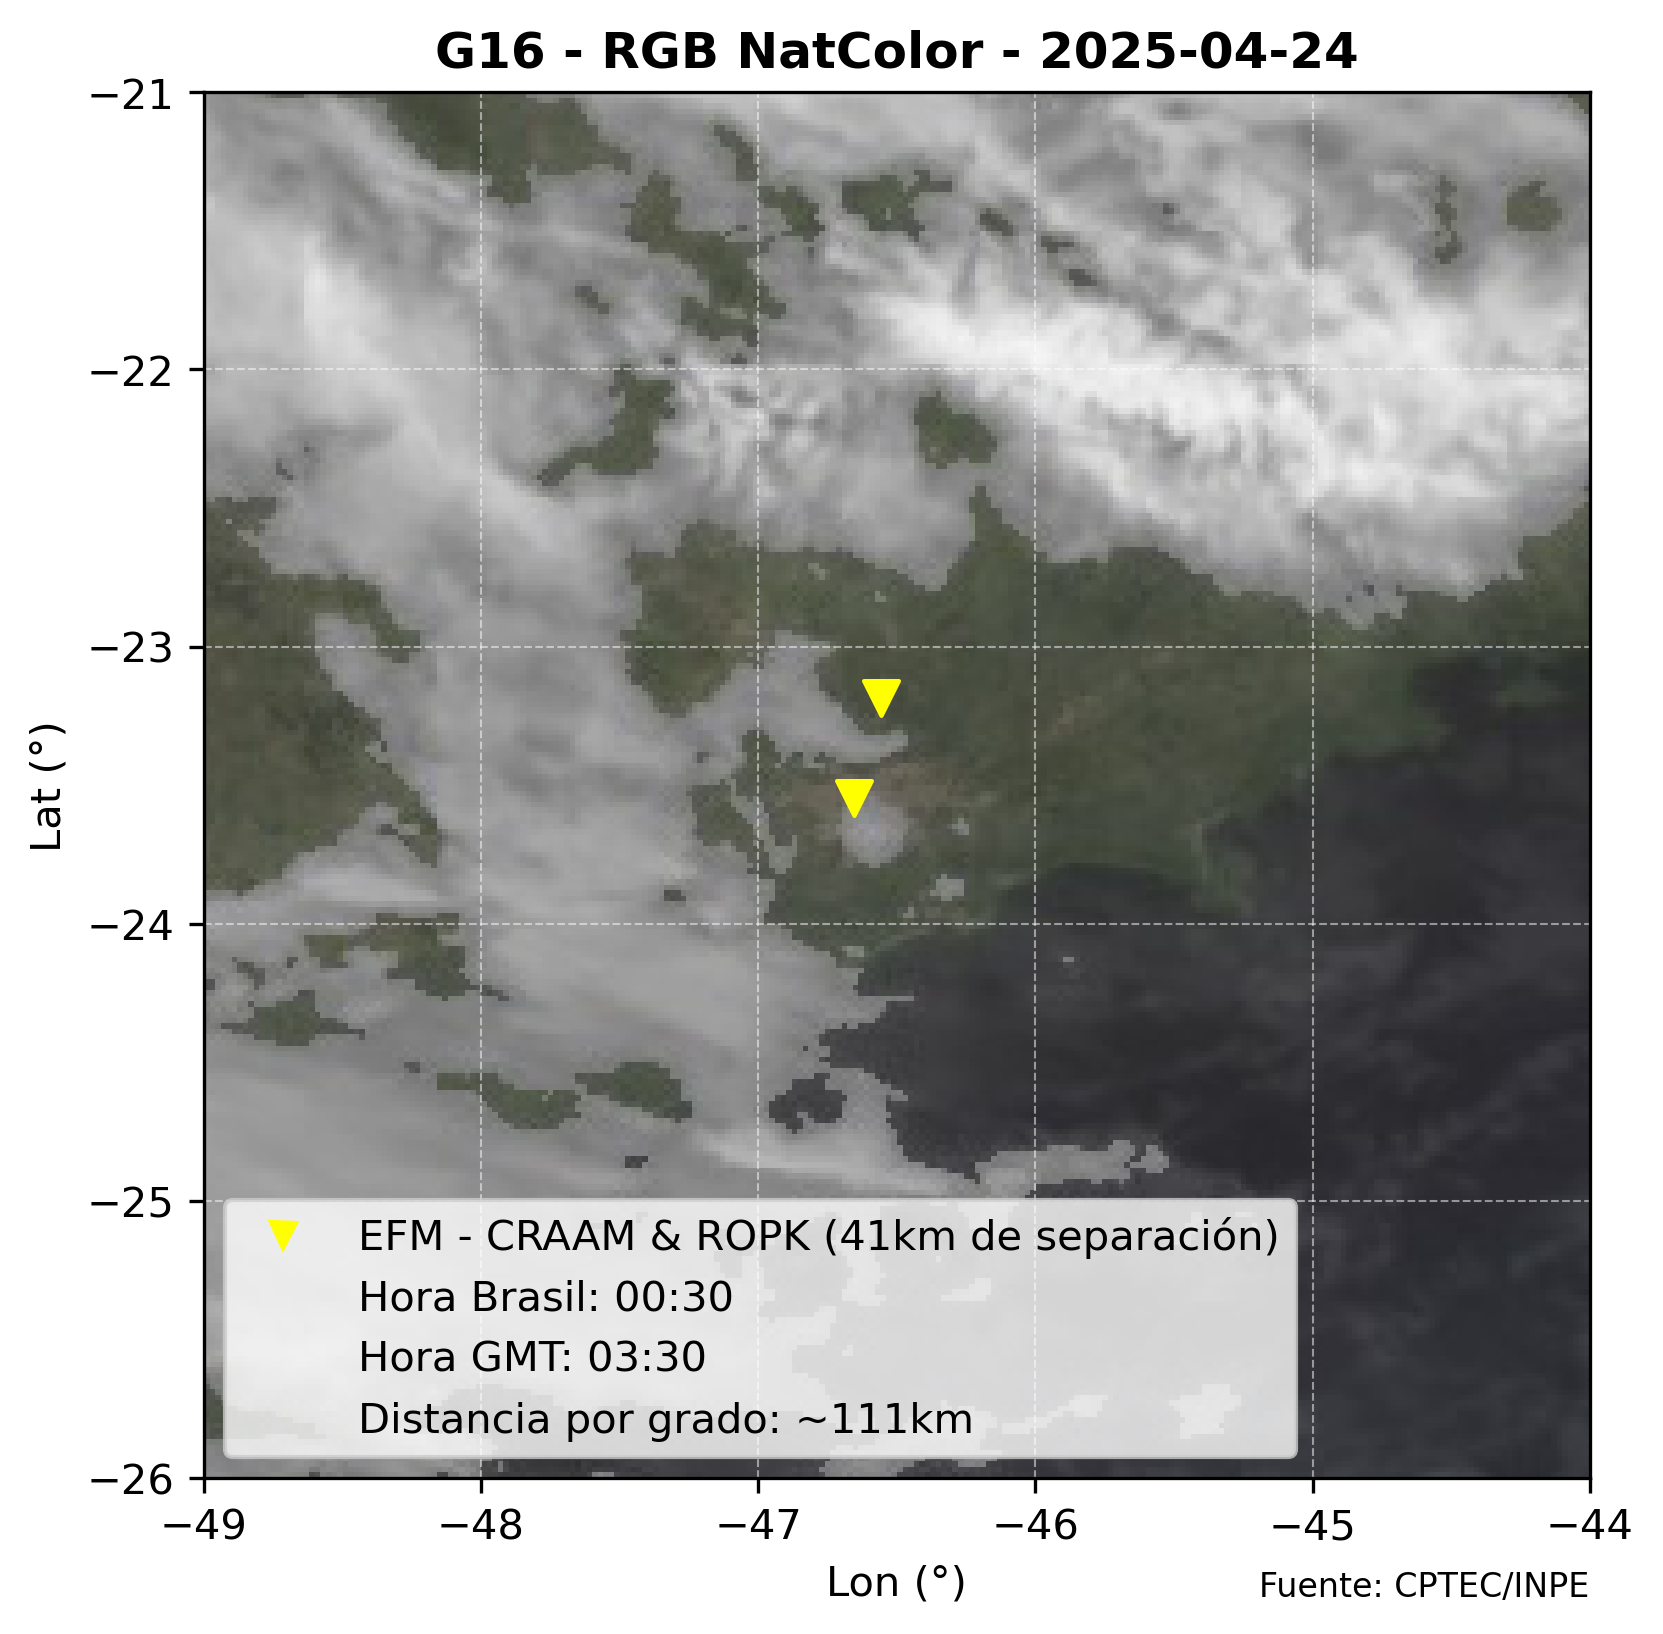 G16 - RGB NatColor - 2025-04-24
−21
−22
−23
−24
−25
−26
Lat (°)
EFM - CRAAM & ROPK (41km de separación)
Hora Brasil: 00:30
Hora GMT: 03:30
Distancia por grado: ~111km
−49 −48 −47 −46 −45 −44
Lon (°)
Fuente: CPTEC/INPE